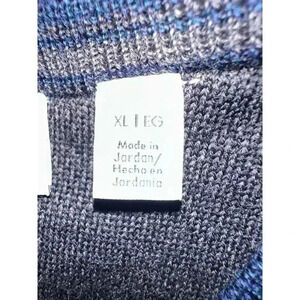 XL | EG
Made in
Jordan/
Hecho en
Jordania